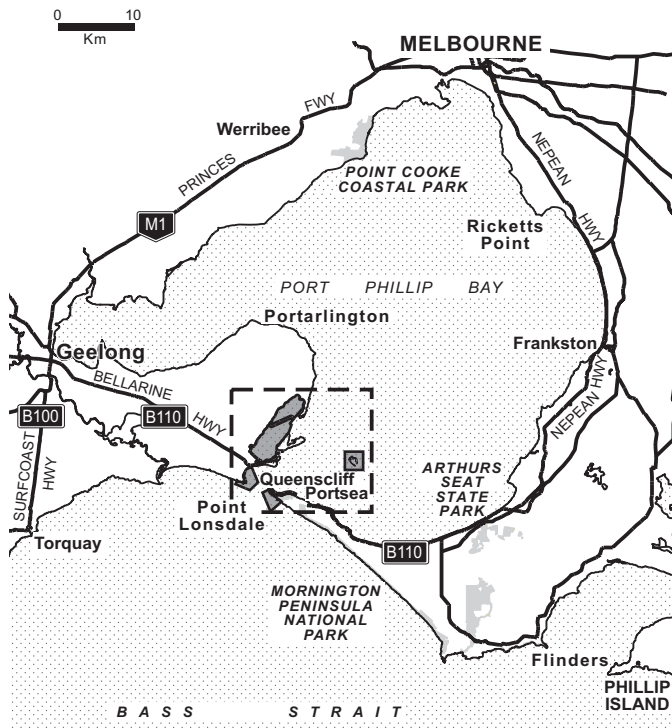 0 10
Km
MELBOURNE
FWY
Werribee
PRINCES
NEPEAN
HWY
POINT COOKE
COASTAL PARK
M1
Ricketts
Point
PORT PHILLIP BAY
Portarlington
Geelong
Frankston
BELLARINE
HWY
B110
B100
SURFCOAST
HWY
NEPEAN HWY
ARTHURS
SEAT
STATE
PARK
Queenscliff
Portsea
Point
Lonsdale
Torquay
B110
MORNINGTON
PENINSULA
NATIONAL
PARK
Flinders
PHILLIP
ISLAND
BASS STRAIT